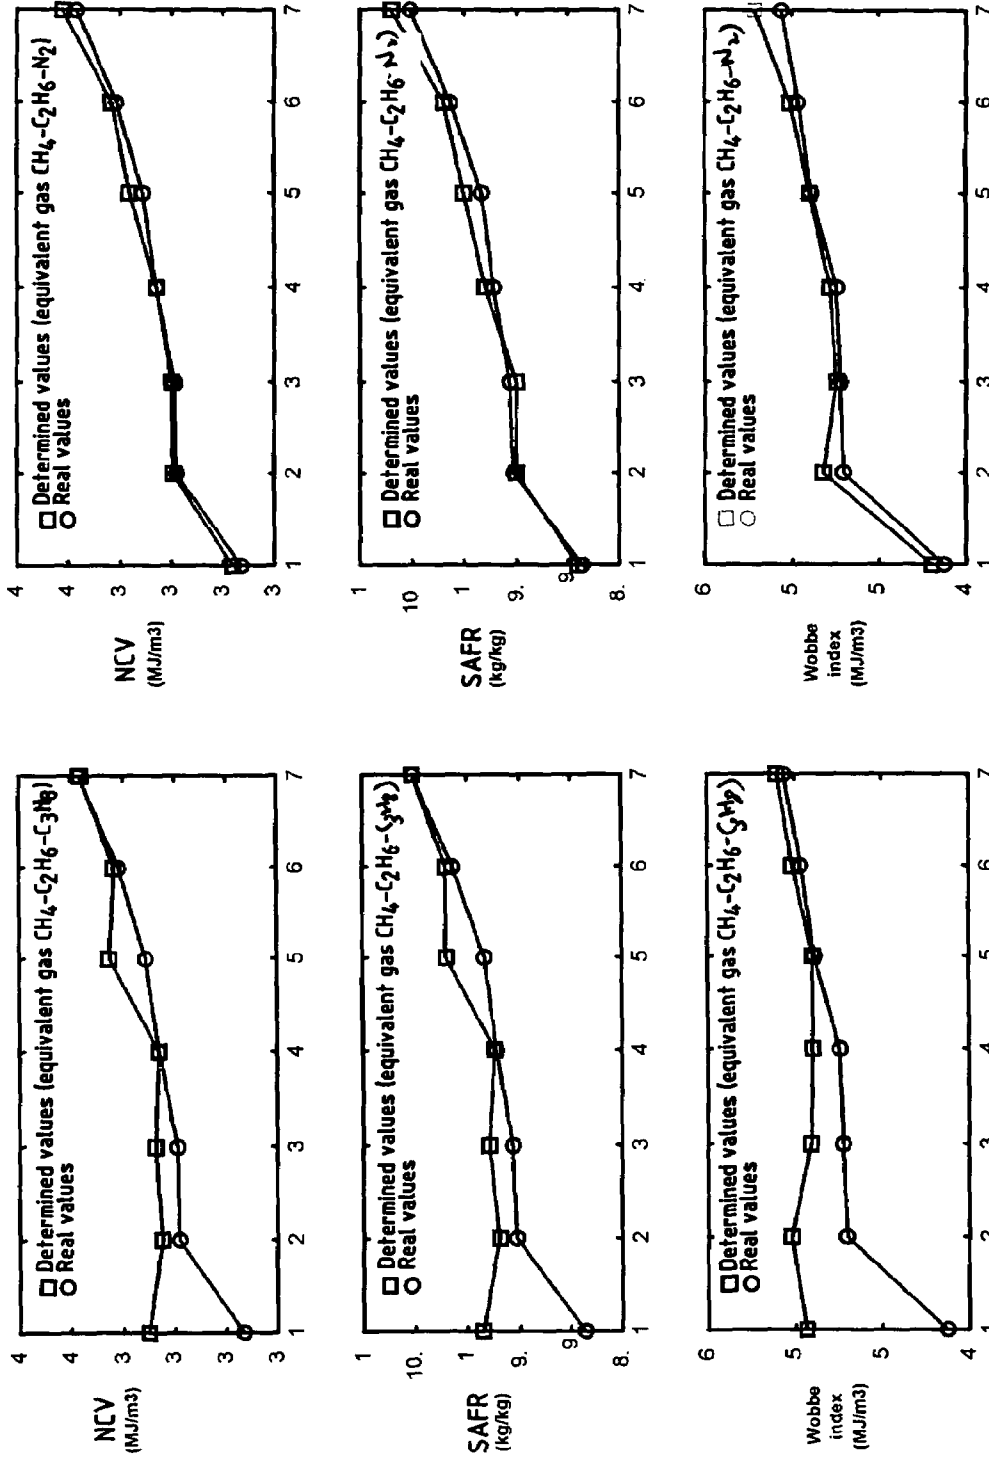 4
4
3
3
3
3
NCV
(MJ/m3)
□ Determined values (equivalent gas CH4-C2H6-C3H8)
○ Real values
1 2 3 4 5 6 7
1
10.
1
9.
9
8.
SAFR
(kg/kg)
□ Determined values (equivalent gas CH4-C2H6-C3H8)
○ Real values
1 2 3 4 5 6 7
6
5
5
4
Wobbe
index
(MJ/m3)
□ Determined values (equivalent gas CH4-C2H6-C3H8)
○ Real values
1 2 3 4 5 6 7
4
4
3
3
3
3
NCV
(MJ/m3)
□ Determined values (equivalent gas CH4-C2H6-N2)
○ Real values
1 2 3 4 5 6 7
1
10
1
9.
9
8.
SAFR
(kg/kg)
□ Determined values (equivalent gas CH4-C2H6-N2)
○ Real values
1 2 3 4. 5 6 7
6
5
5
4
Wobbe
index
(MJ/m3)
□ Determined values (equivalent gas CH4-C2H6-N2)
○ Real values
1 2 3 4 5 6 7